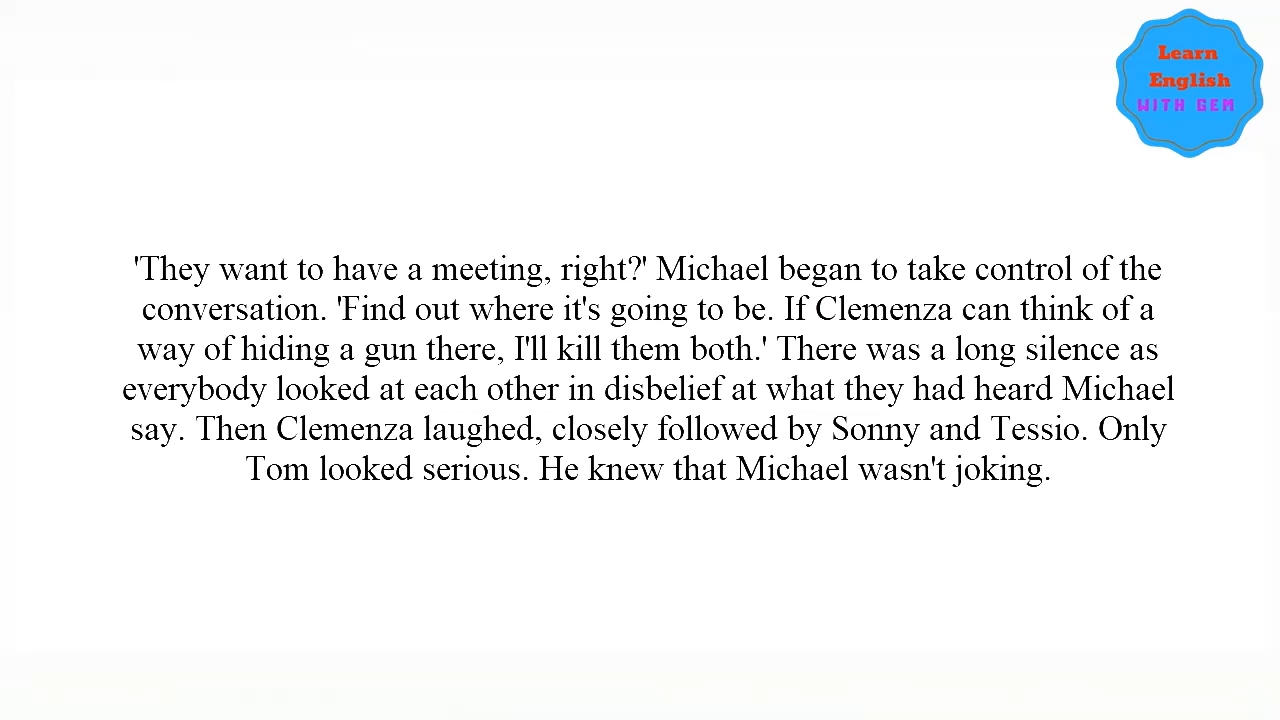 Learn
English
WITH GEM
'They want to have a meeting, right?' Michael began to take control of the
conversation. 'Find out where it's going to be. If Clemenza can think of a
way of hiding a gun there, I'll kill them both.' There was a long silence as
everybody looked at each other in disbelief at what they had heard Michael
say. Then Clemenza laughed, closely followed by Sonny and Tessio. Only
Tom looked serious. He knew that Michael wasn't joking.